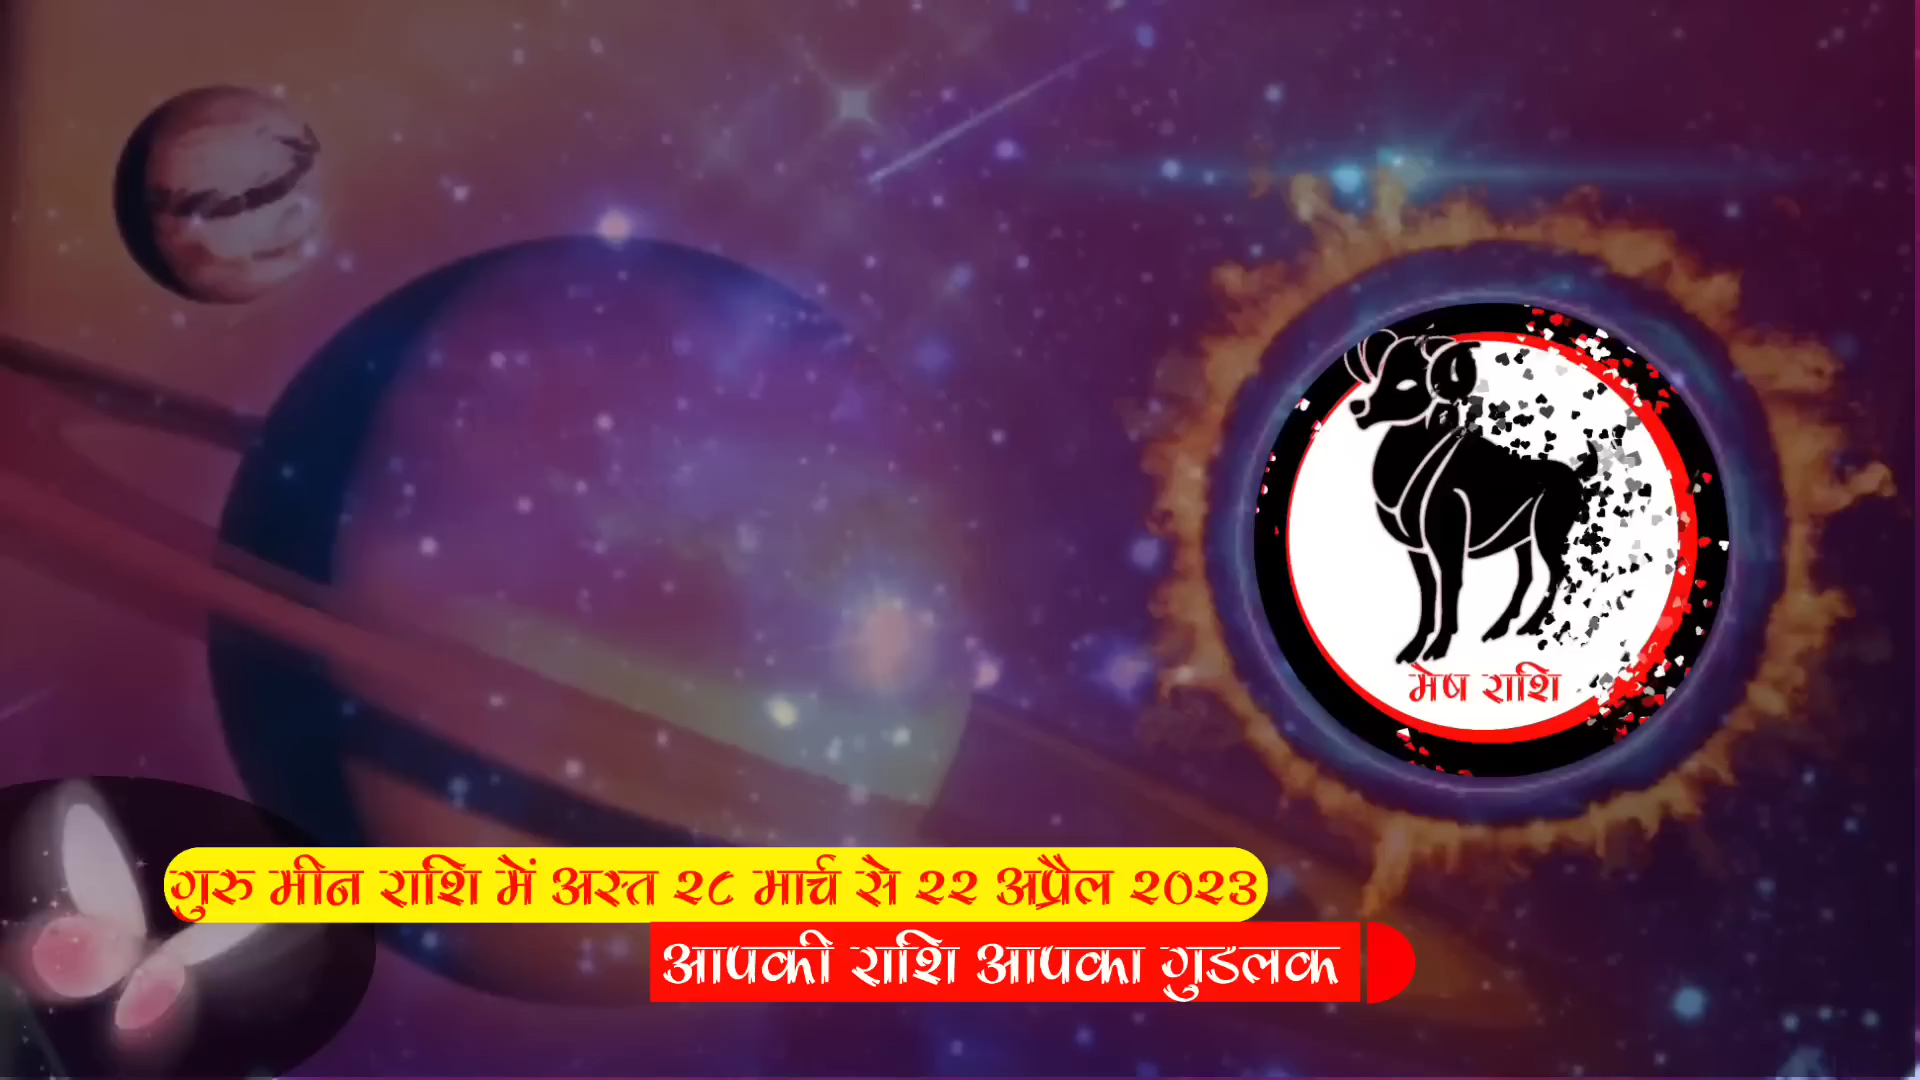 मेष राशि
गुरु मीन राशि में अस्त २८ मार्च से २२ अप्रैल २०२३
आपकी राशि आपका गुडलक